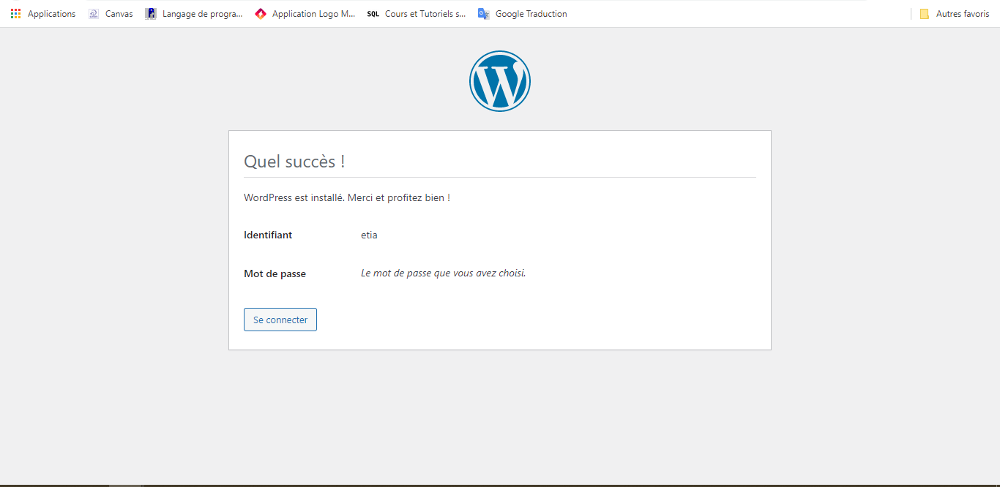 Applications Canvas Langage de progra... Application Logo M... SQL Cours et Tutoriels s... Google Traduction Autres favoris
Quel succès !
WordPress est installé. Merci et profitez bien !
Identifiant etia
Mot de passe Le mot de passe que vous avez choisi.
Se connecter